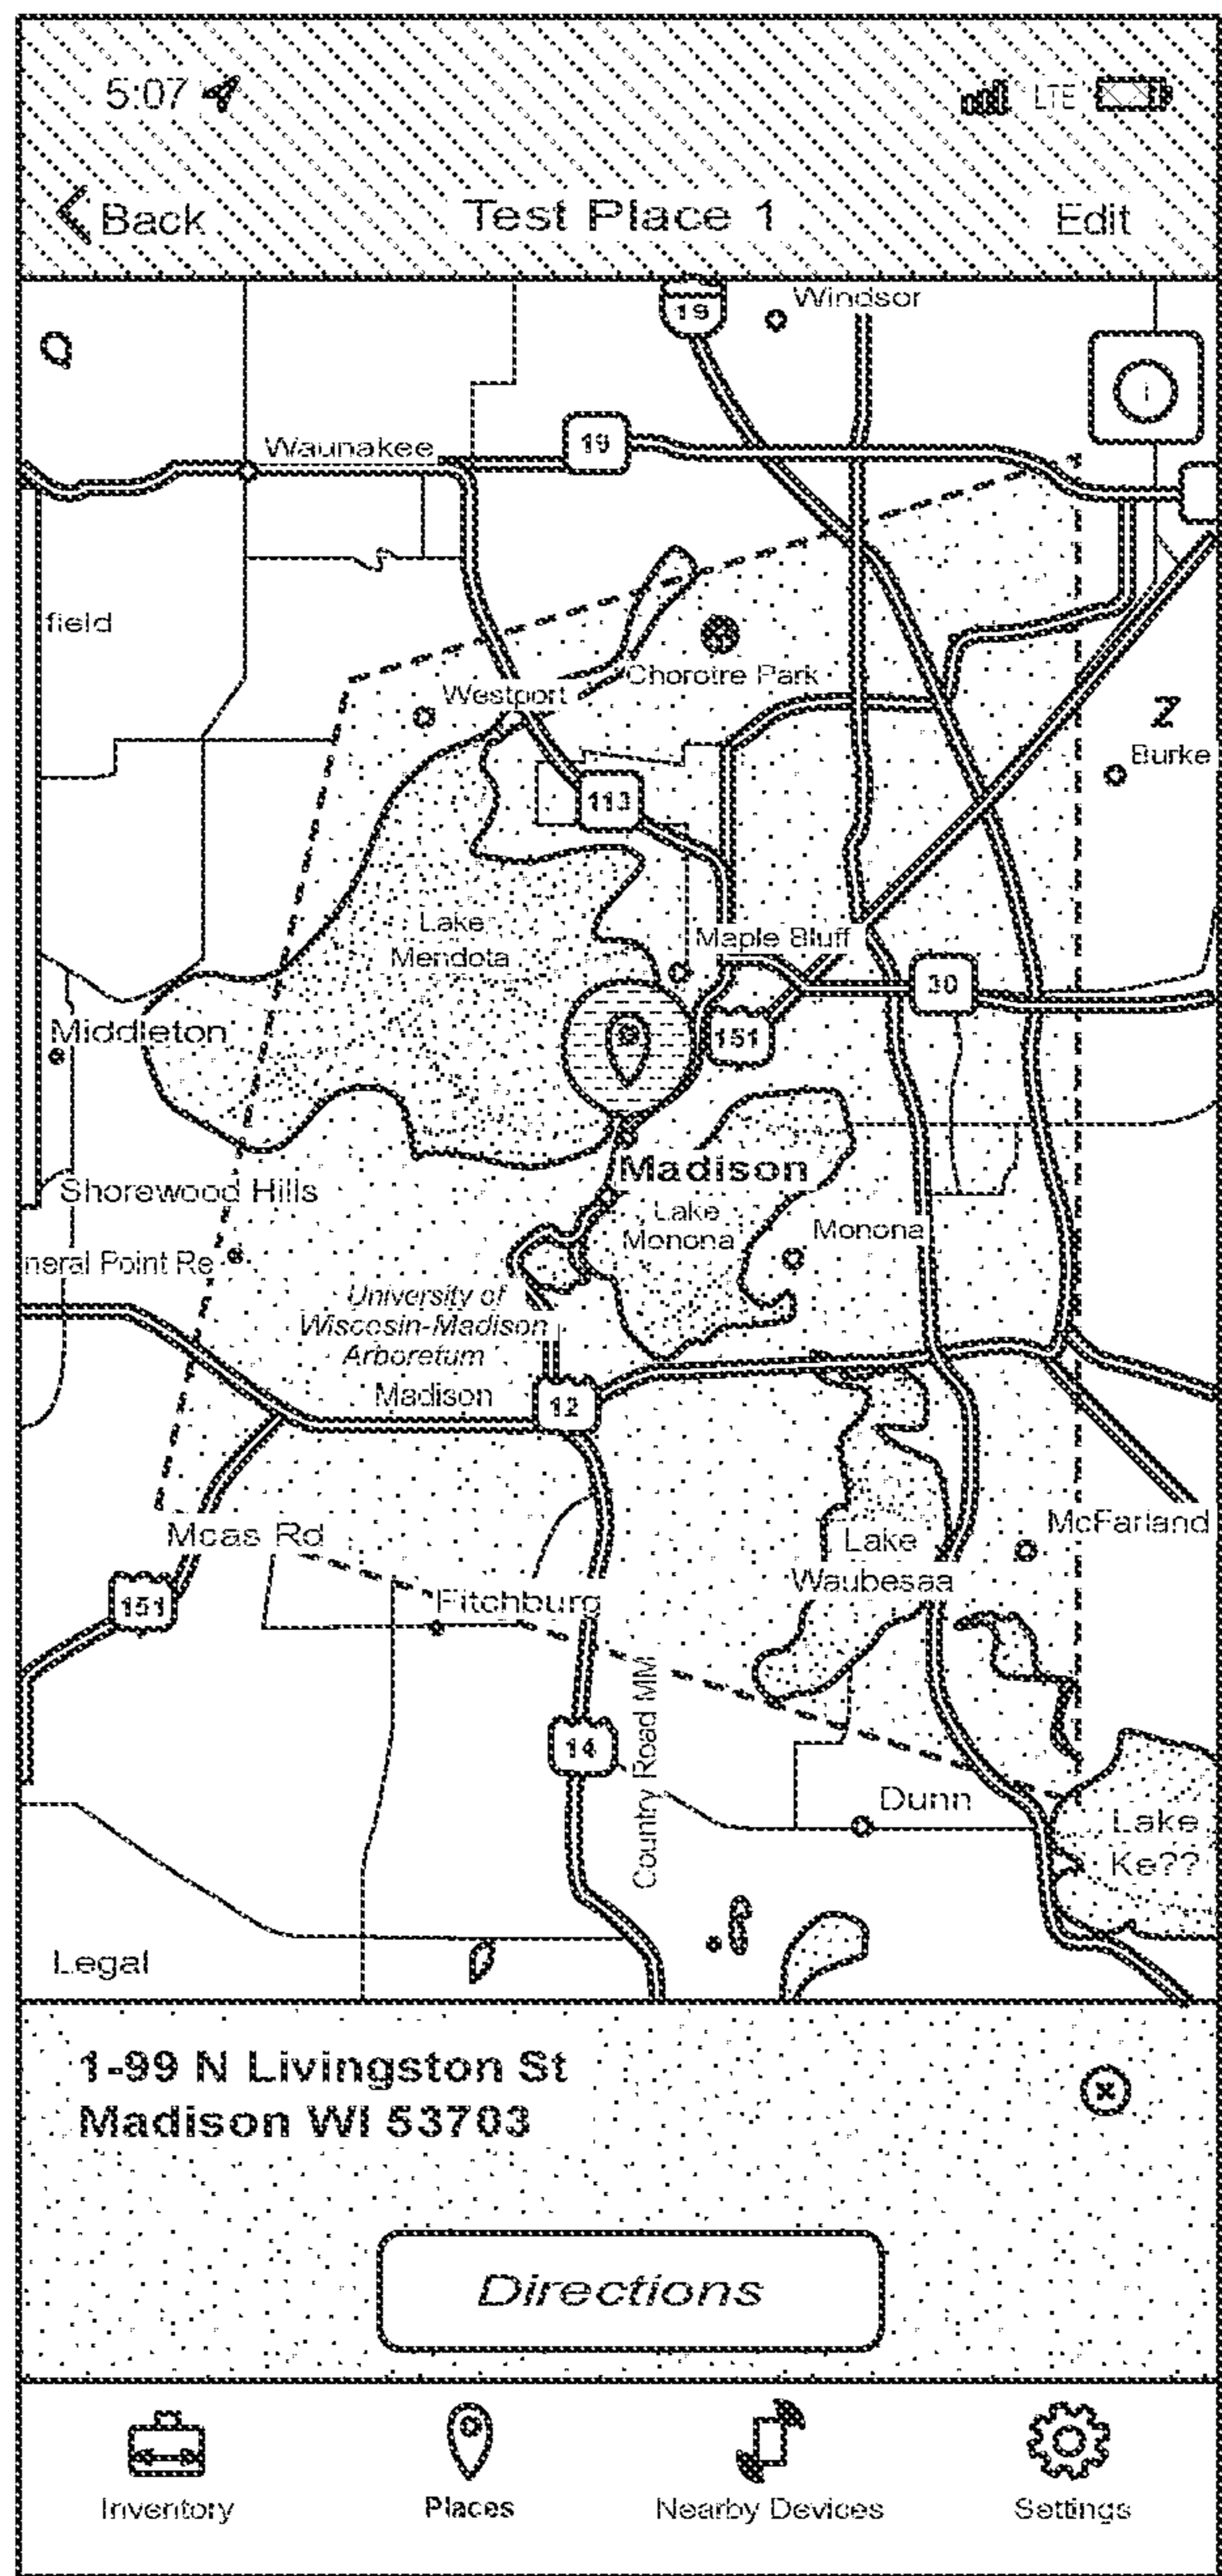 5:07 LTE
Back Test Place 1 Edit
19
Windsor
i
Waunakee
19
field
Chorotre Park
Westport
Burke
113
Lake
Mendota
Maple Bluff
30
Middleton
151
Madison
Shorewood Hills
Lake
Monona
Monona
neral Point Re
University of
Wiscosin-Madison
Arboretum
Madison
12
Mcas Rd
McFarland
Lake
Waubesaa
151
Fitchburg
Country Road MM
14
Dunn
Lake
Ke??
Legal
1-99 N Livingston St
Madison WI 53703
Directions
Inventory Places Nearby Devices Settings